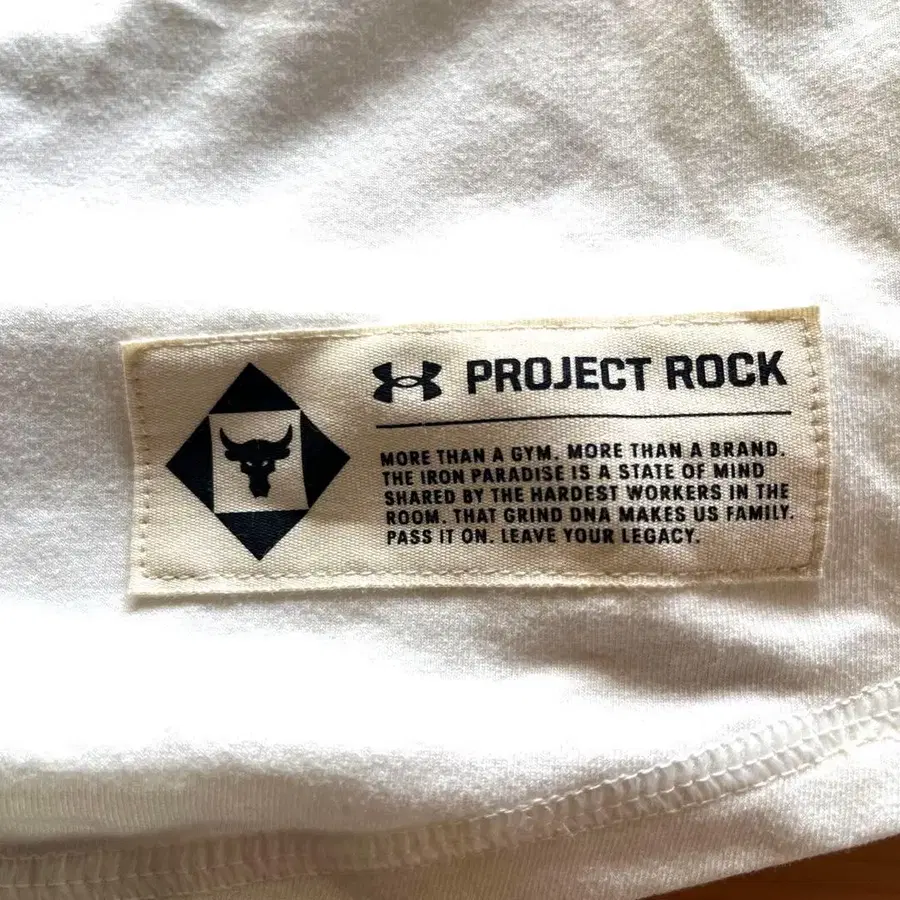 PROJECT ROCK
MORE THAN A GYM. MORE THAN A BRAND.
THE IRON PARADISE IS A STATE OF MIND
SHARED BY THE HARDEST WORKERS IN THE
ROOM. THAT GRIND DNA MAKES US FAMILY.
PASS IT ON. LEAVE YOUR LEGACY.